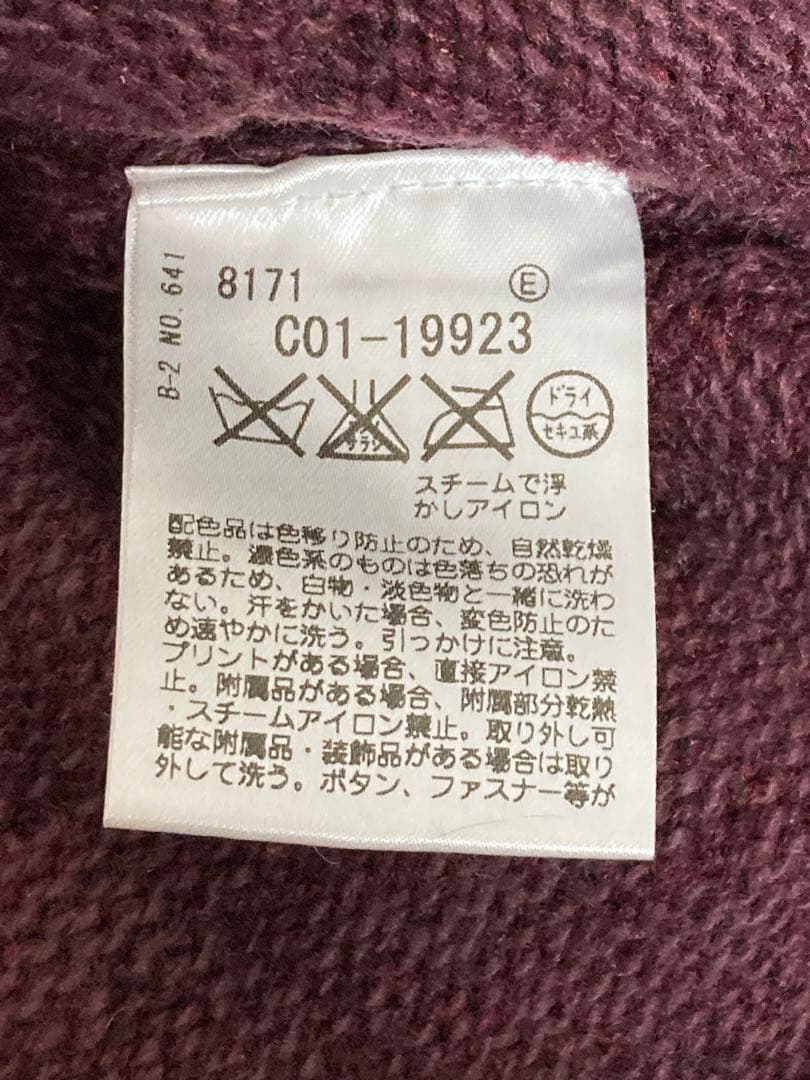 B-2 NO. 641
8171 Ⓔ
C01-19923
サラシ
ドライ
セキユ系
スチームで浮
かしアイロン
配色品は色移り防止のため、自然乾燥
禁止。濃色系のものは色落ちの恐れが
あるため、白物・淡色物と一緒に洗わ
ない。汗をかいた場合、変色防止のた
め速やかに洗う。引っかけに注意。
プリントがある場合、直接アイロン禁
止。附属品がある場合、附属部分乾熱
・スチームアイロン禁止。取り外し可
能な附属品・装飾品がある場合は取り
外して洗う。ボタン、ファスナー等が